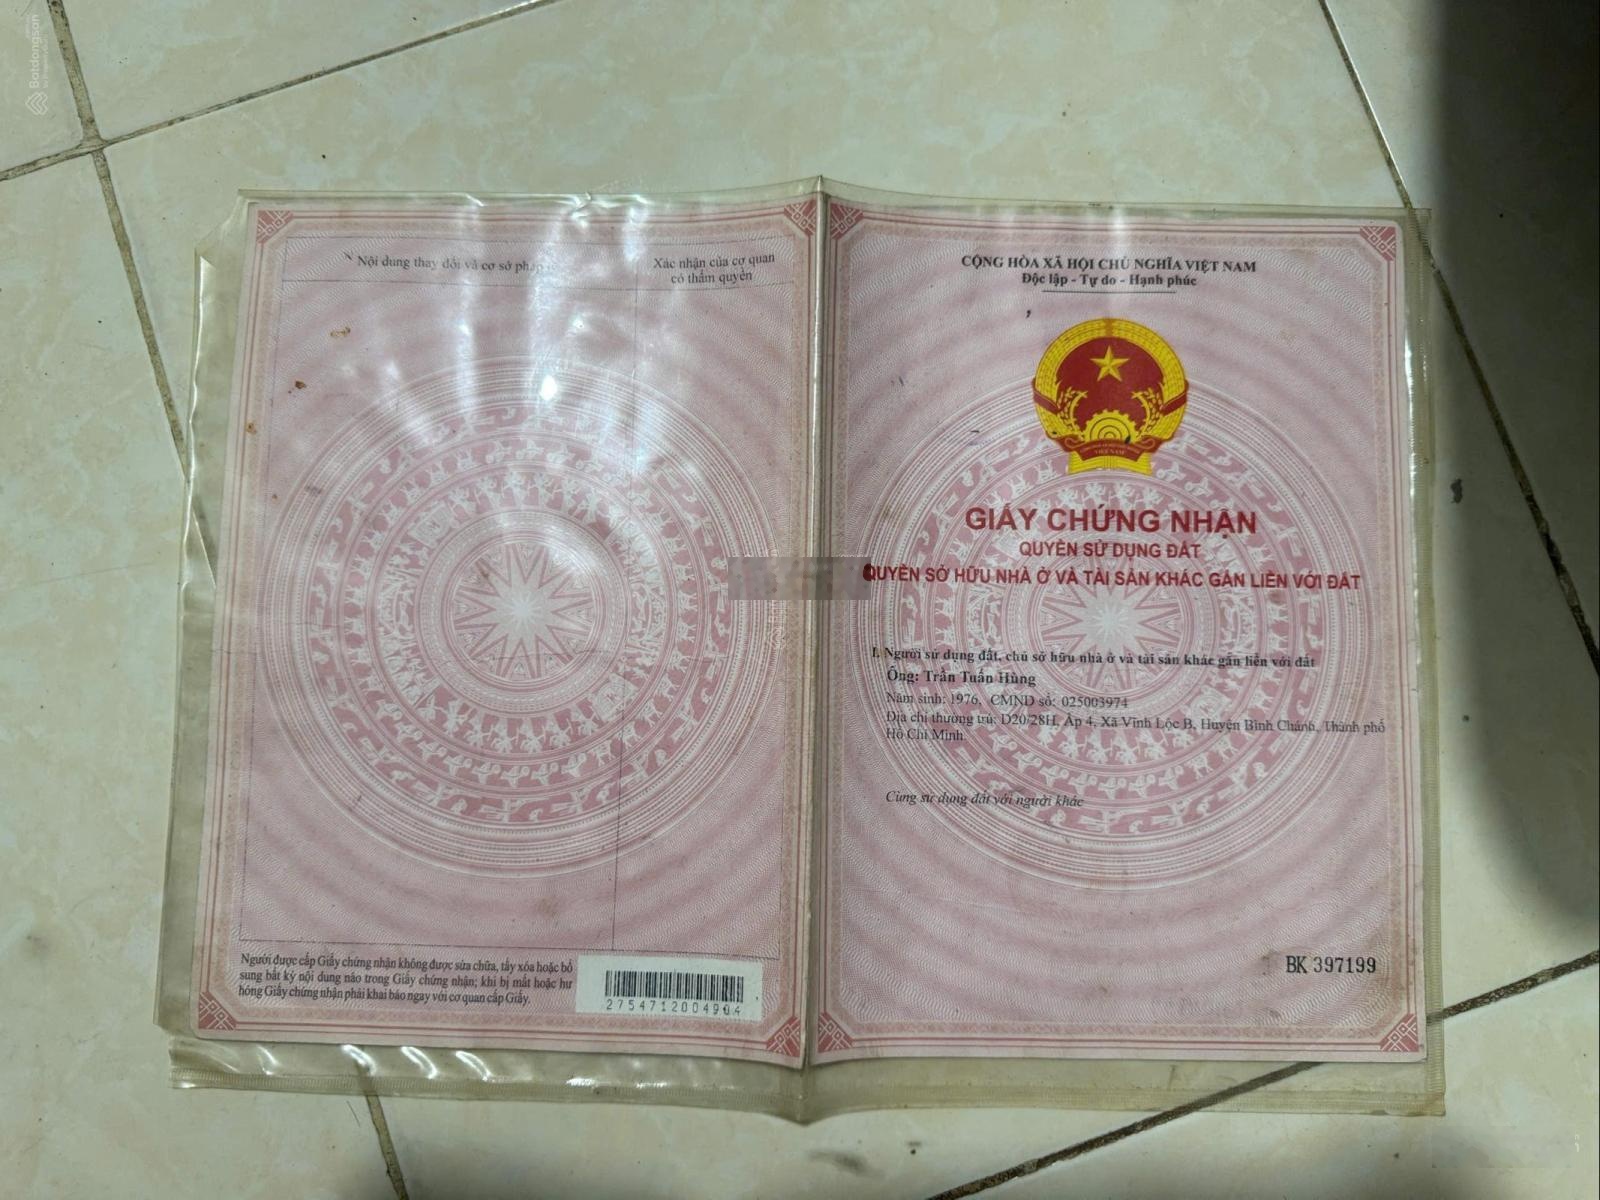 Batdongsan
Nội dung thay đổi và cơ sở pháp
Xác nhận của cơ quan
có thẩm quyền
Người được cấp Giấy chứng nhận không được sửa chữa, tẩy xóa hoặc bổ
sung bất kỳ nội dung nào trong Giấy chứng nhận; khi bị mất hoặc hư
hỏng Giấy chứng nhận phải khai báo ngay với cơ quan cấp Giấy.
2754712004904
CỘNG HÒA XÃ HỘI CHỦ NGHĨA VIỆT NAM
Độc lập - Tự do - Hạnh phúc
VIỆT NAM
GIẤY CHỨNG NHẬN
QUYỀN SỬ DỤNG ĐẤT
QUYỀN SỞ HỮU NHÀ Ở VÀ TÀI SẢN KHÁC GẮN LIỀN VỚI ĐẤT
I. Người sử dụng đất, chủ sở hữu nhà ở và tài sản khác gắn liền với đất
Ông: Trần Tuấn Hùng
Năm sinh: 1976, CMND số: 025003974
Địa chỉ thường trú: D20/28H, Ấp 4, Xã Vĩnh Lộc B, Huyện Bình Chánh, Thành phố
Hồ Chí Minh
Cùng sử dụng đất với người khác
BK 397199